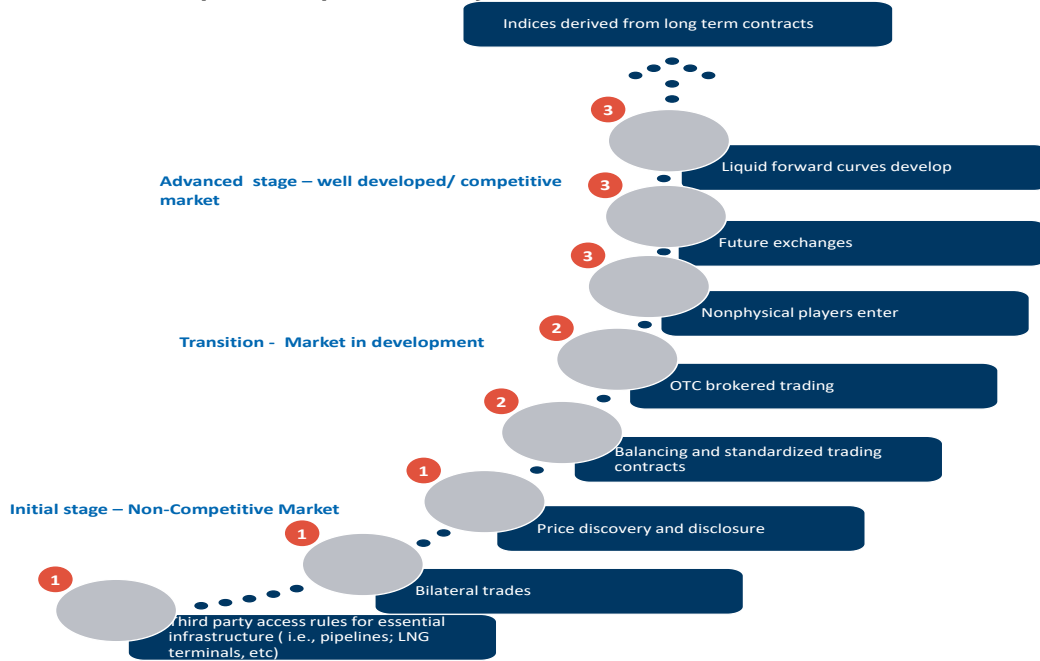 Indices derived from long term contracts
3
Liquid forward curves develop
Advanced stage – well developed/ competitive
market
3
Future exchanges
3
Nonphysical players enter
Transition - Market in development
2
OTC brokered trading
2
Balancing and standardized trading
contracts
1
Price discovery and disclosure
Initial stage – Non-Competitive Market
1
Bilateral trades
1
Third party access rules for essential
infrastructure ( i.e., pipelines; LNG
terminals, etc)